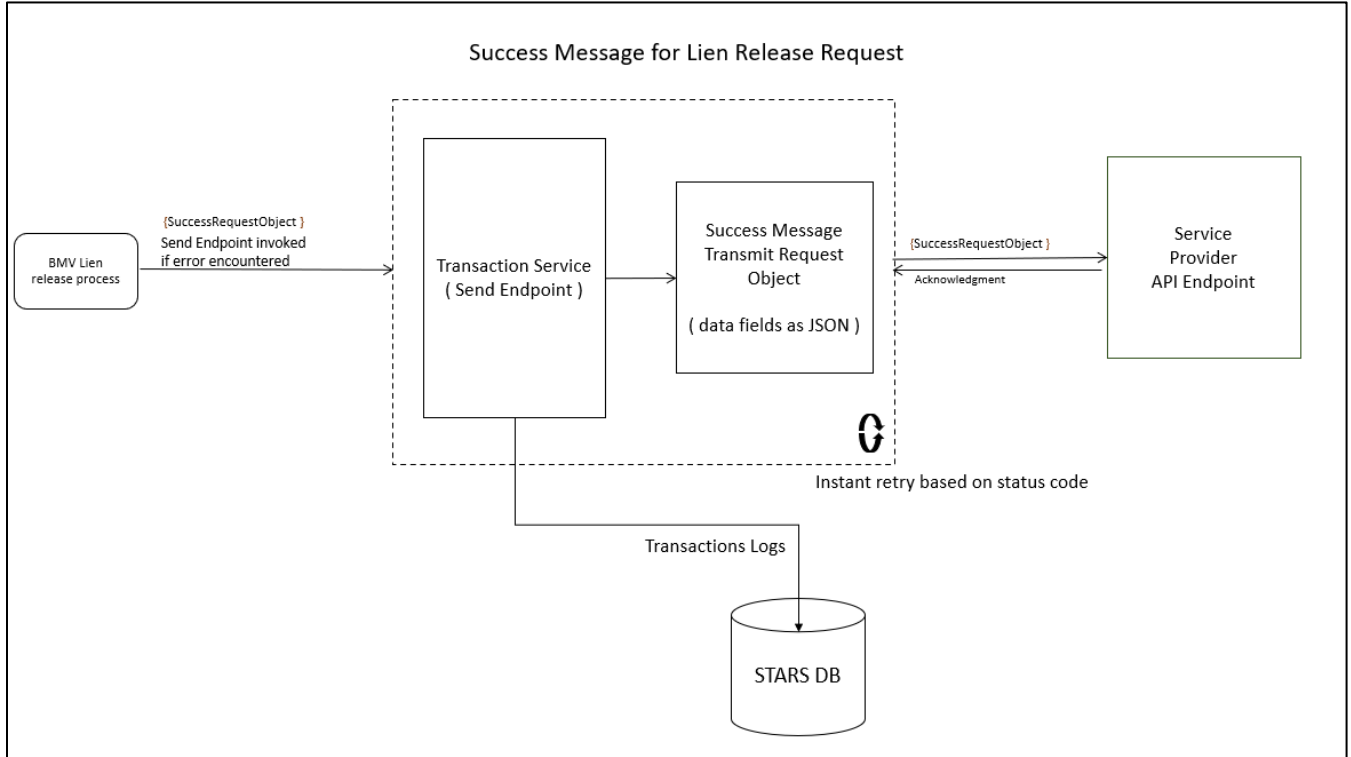 Success Message for Lien Release Request
{SuccessRequestObject }
Send Endpoint invoked
if error encountered
BMV Lien
release process
Transaction Service
( Send Endpoint )
Success Message
Transmit Request
Object
( data fields as JSON )
{SuccessRequestObject }
Acknowledgment
Service
Provider
API Endpoint
Instant retry based on status code
Transactions Logs
STARS DB